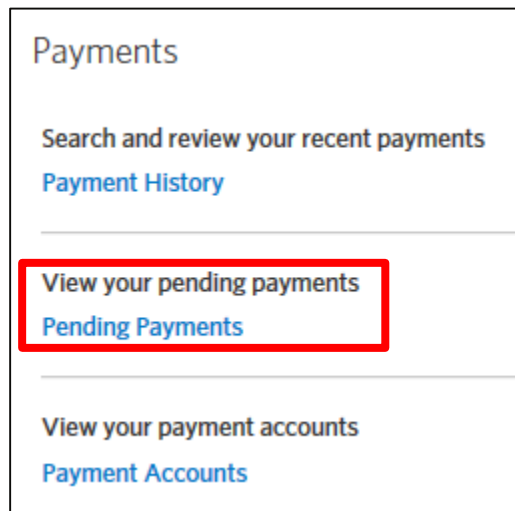 Payments
Search and review your recent payments
Payment History
View your pending payments
Pending Payments
View your payment accounts
Payment Accounts